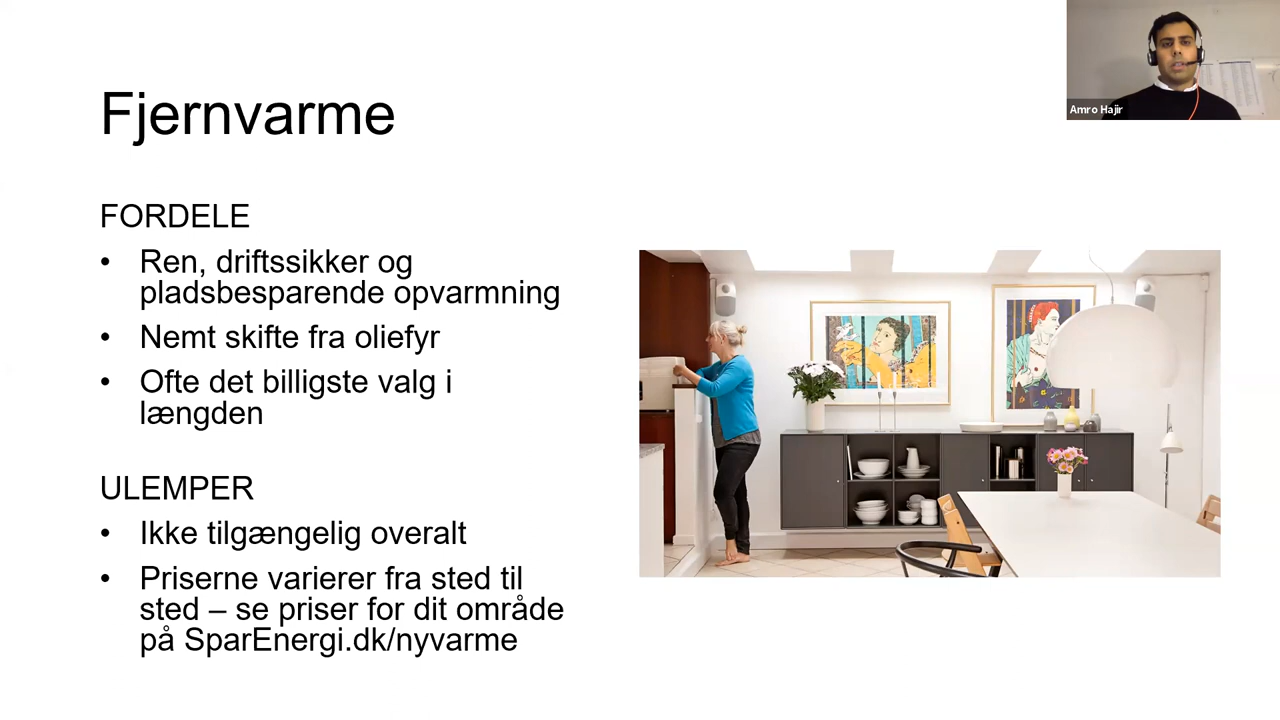 Fjernvarme
FORDELE
• Ren, driftssikker og
pladsbesparende opvarmning
• Nemt skifte fra oliefyr
• Ofte det billigste valg i
længden
ULEMPER
• Ikke tilgængelig overalt
• Priserne varierer fra sted til
sted – se priser for dit område
på SparEnergi.dk/nyvarme
Amro Hajir